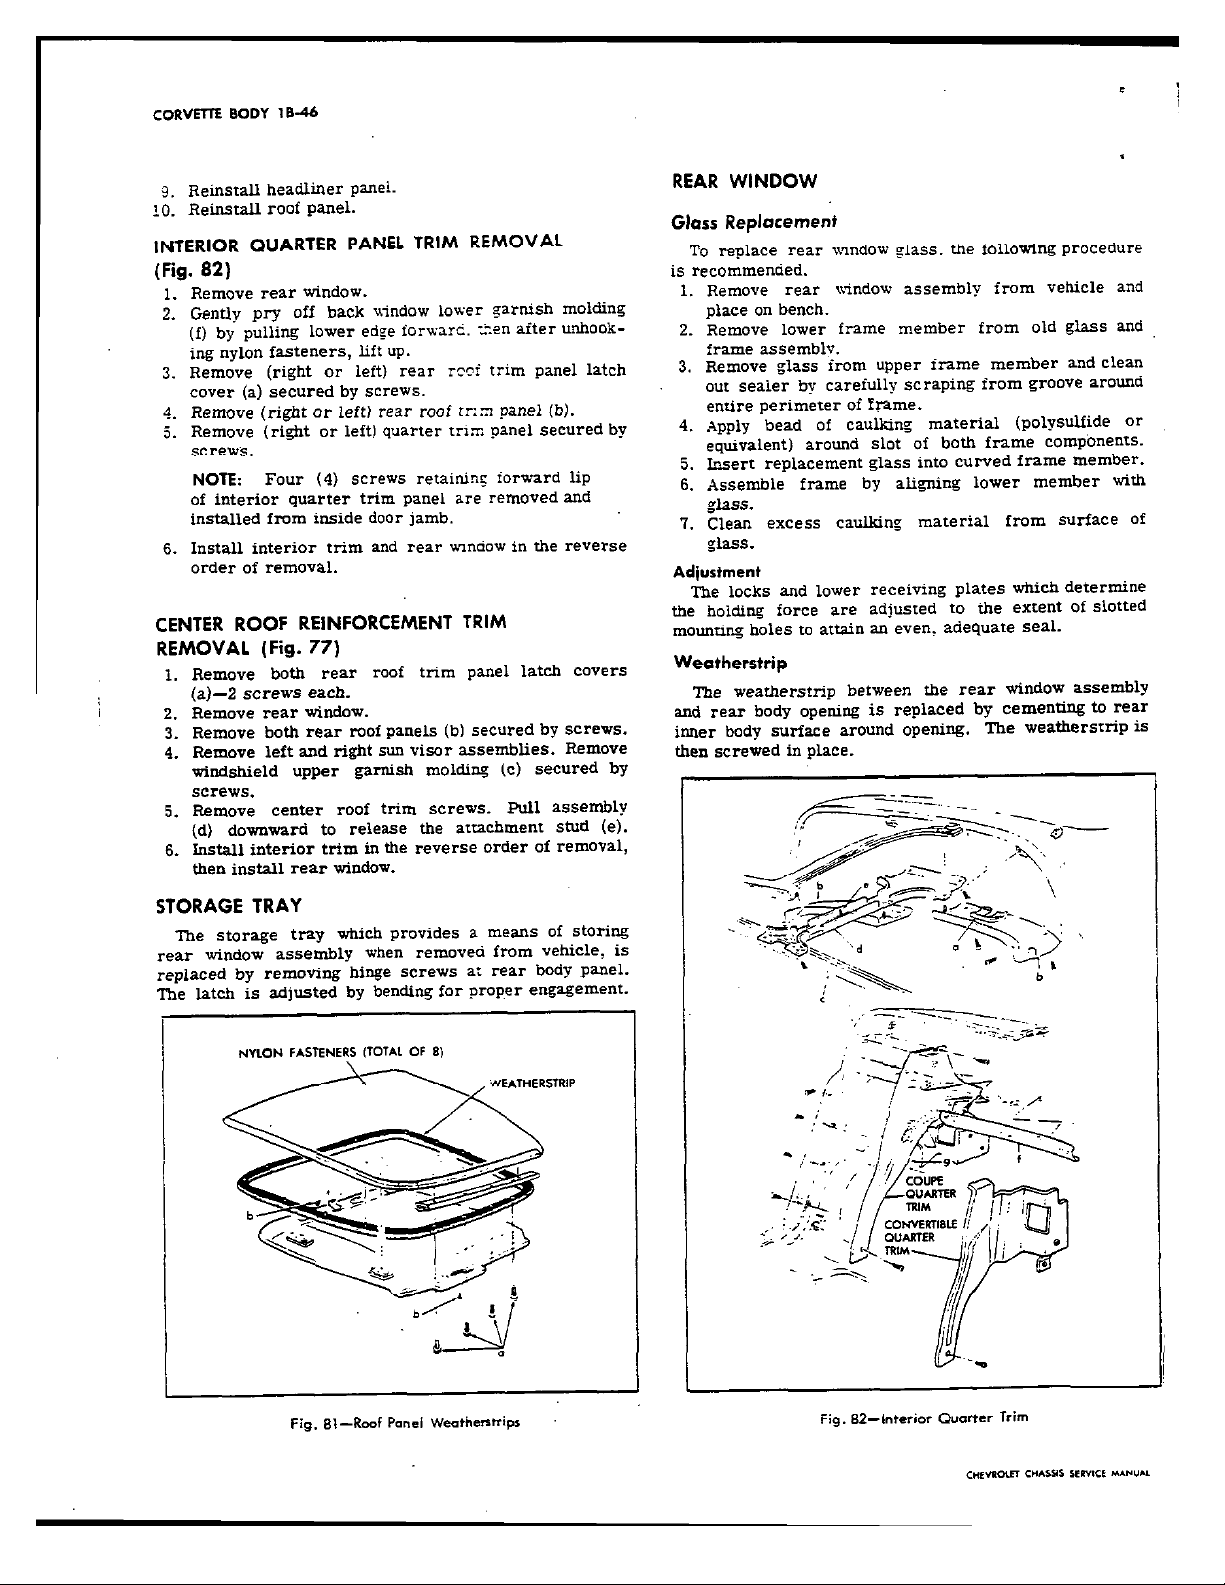 CORVETTE BODY 1B-46
9. Reinstall headliner panel.
10. Reinstall roof panel.
INTERIOR QUARTER PANEL TRIM REMOVAL
(Fig. 82)
1. Remove rear window.
2. Gently pry off back window lower garnish molding
(f) by pulling lower edge forward, then after unhook-
ing nylon fasteners, lift up.
3. Remove (right or left) rear roof trim panel latch
cover (a) secured by screws.
4. Remove (right or left) rear roof trim panel (b).
5. Remove (right or left) quarter trim panel secured by
screws.
NOTE: Four (4) screws retaining forward lip
of interior quarter trim panel are removed and
installed from inside door jamb.
6. Install interior trim and rear window in the reverse
order of removal.
CENTER ROOF REINFORCEMENT TRIM
REMOVAL (Fig. 77)
1. Remove both rear roof trim panel latch covers
(a)—2 screws each.
2. Remove rear window.
3. Remove both rear roof panels (b) secured by screws.
4. Remove left and right sun visor assemblies. Remove
windshield upper garnish molding (c) secured by
screws.
5. Remove center roof trim screws. Pull assembly
(d) downward to release the attachment stud (e).
6. Install interior trim in the reverse order of removal,
then install rear window.
STORAGE TRAY
The storage tray which provides a means of storing
rear window assembly when removed from vehicle, is
replaced by removing hinge screws at rear body panel.
The latch is adjusted by bending for proper engagement.
NYLON FASTENERS (TOTAL OF 8)
WEATHERSTRIP
b
b
a
Fig. 81—Roof Panel Weatherstrips
REAR WINDOW
Glass Replacement
To replace rear window glass, the following procedure
is recommended.
1. Remove rear window assembly from vehicle and
place on bench.
2. Remove lower frame member from old glass and
frame assembly.
3. Remove glass from upper frame member and clean
out sealer by carefully scraping from groove around
entire perimeter of frame.
4. Apply bead of caulking material (polysulfide or
equivalent) around slot of both frame components.
5. Insert replacement glass into curved frame member.
6. Assemble frame by aligning lower member with
glass.
7. Clean excess caulking material from surface of
glass.
Adjustment
The locks and lower receiving plates which determine
the holding force are adjusted to the extent of slotted
mounting holes to attain an even, adequate seal.
Weatherstrip
The weatherstrip between the rear window assembly
and rear body opening is replaced by cementing to rear
inner body surface around opening. The weatherstrip is
then screwed in place.
b
e
d
a
b
c
g
f
COUPE
QUARTER
TRIM
CONVERTIBLE
QUARTER
TRIM
Fig. 82—Interior Quarter Trim
CHEVROLET CHASSIS SERVICE MANUAL